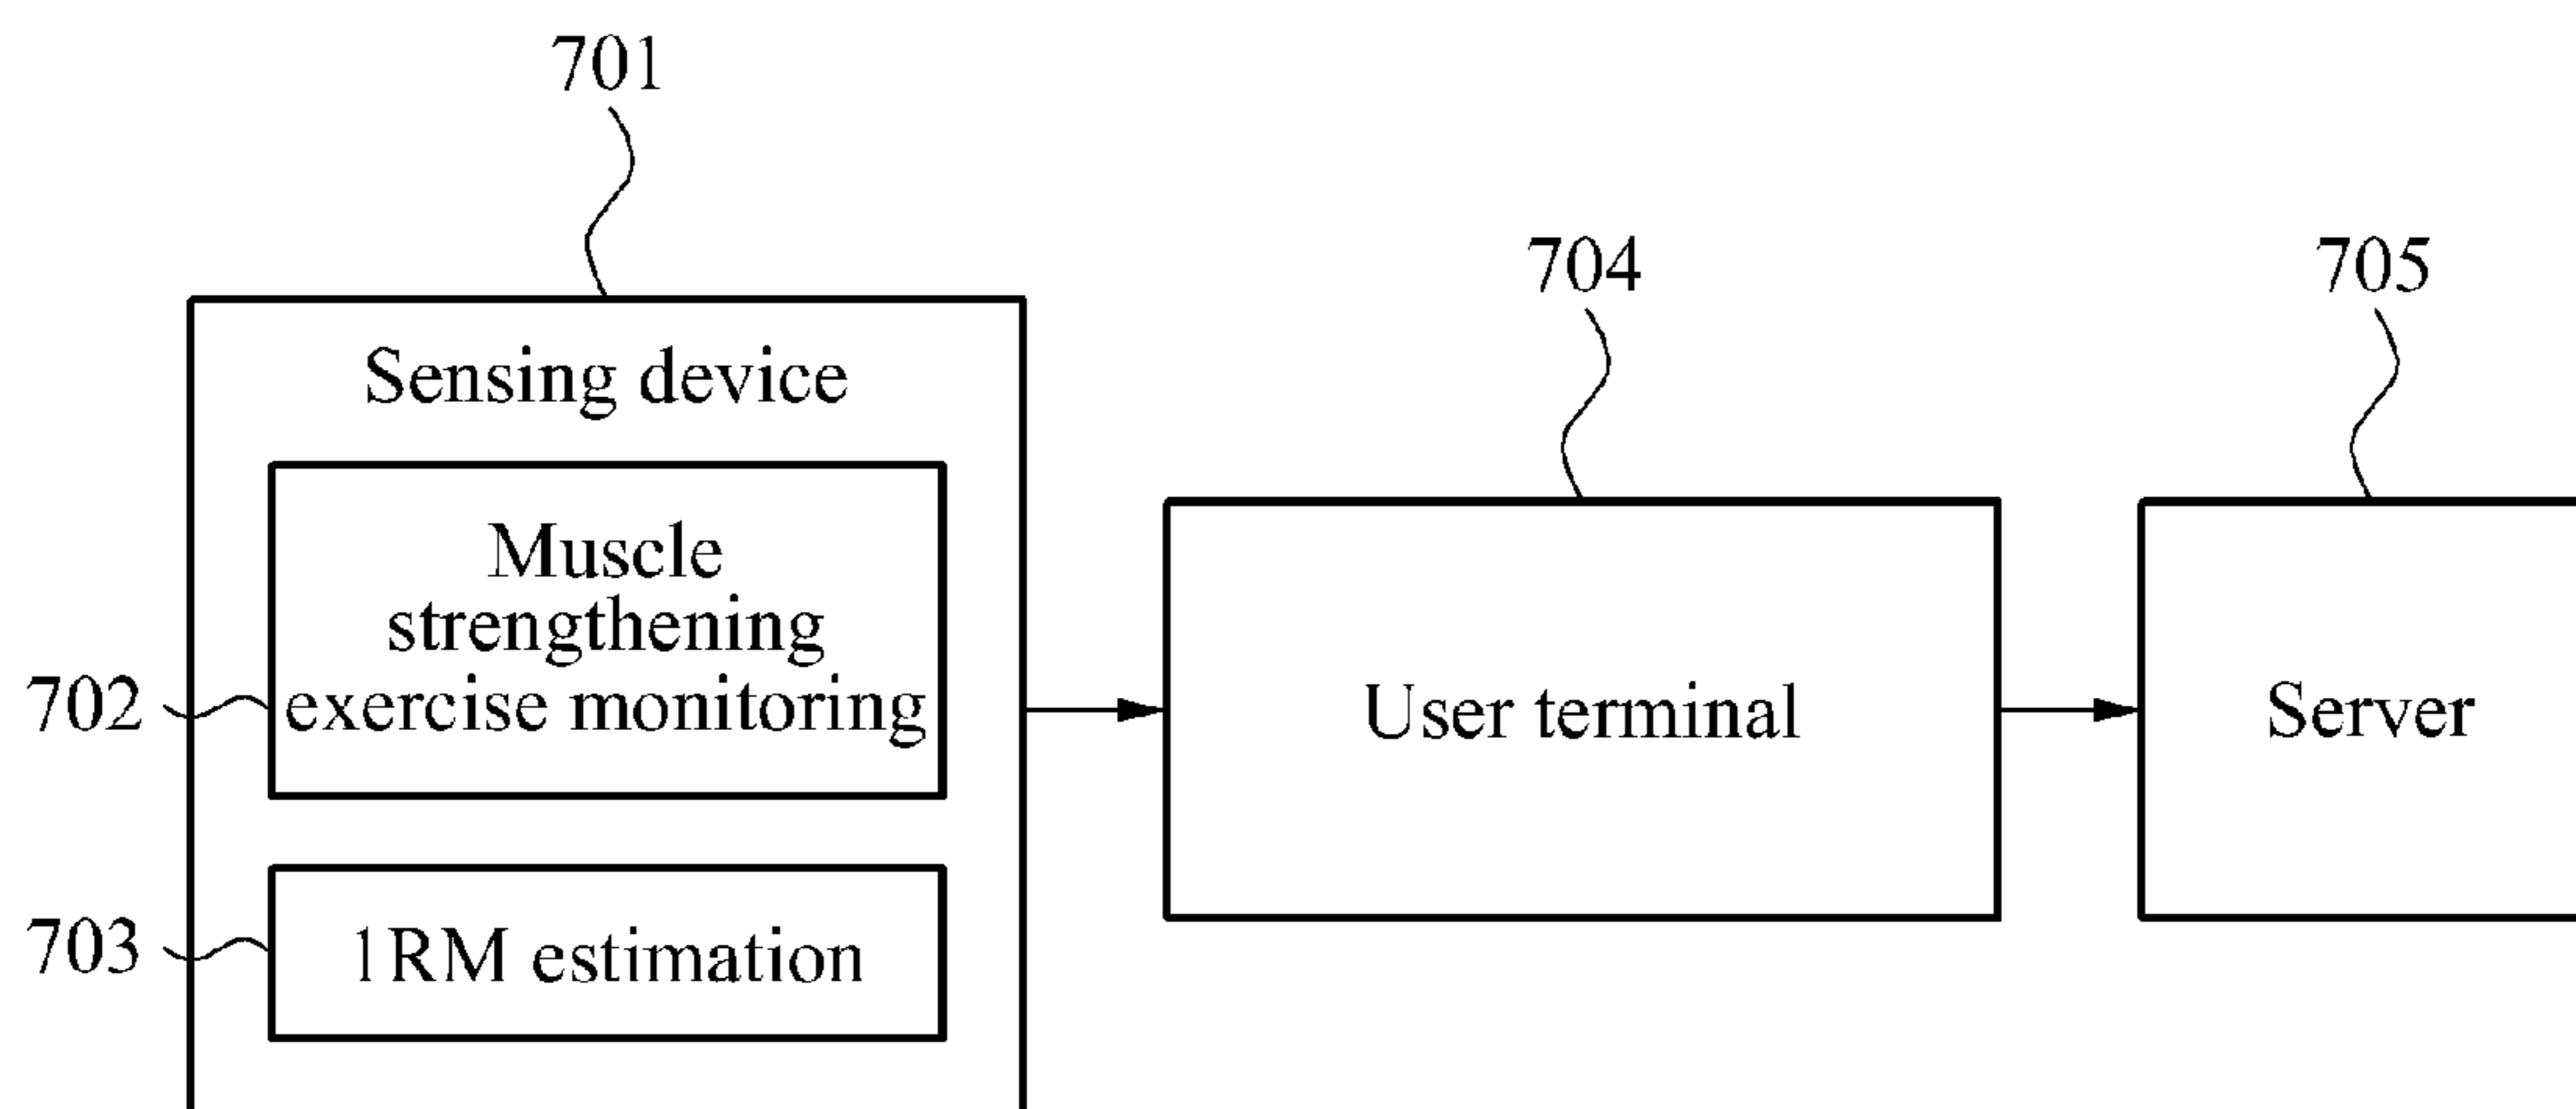 701
704
705
Sensing device
Muscle
strengthening
exercise monitoring
702
User terminal
Server
703
1RM estimation